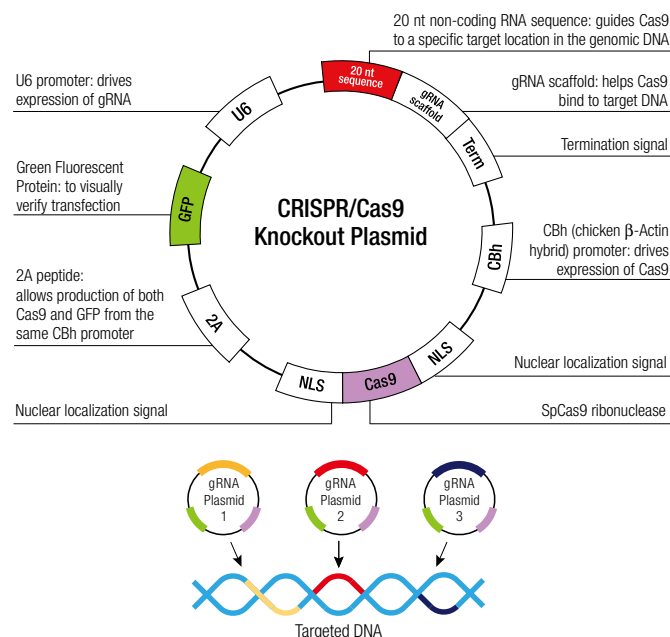 20 nt non-coding RNA sequence: guides Cas9
to a specific target location in the genomic DNA
U6 promoter: drives
expression of gRNA
20 nt
sequence
gRNA
scaffold
gRNA scaffold: helps Cas9
bind to target DNA
U6
Term
Termination signal
Green Fluorescent
Protein: to visually
verify transfection
GFP
CRISPR/Cas9
Knockout Plasmid
CBh
CBh (chicken β-Actin
hybrid) promoter: drives
expression of Cas9
2A peptide:
allows production of both
Cas9 and GFP from the
same CBh promoter
2A
NLS
Cas9
NLS
Nuclear localization signal
Nuclear localization signal
SpCas9 ribonuclease
gRNA
Plasmid
1
gRNA
Plasmid
2
gRNA
Plasmid
3
Targeted DNA